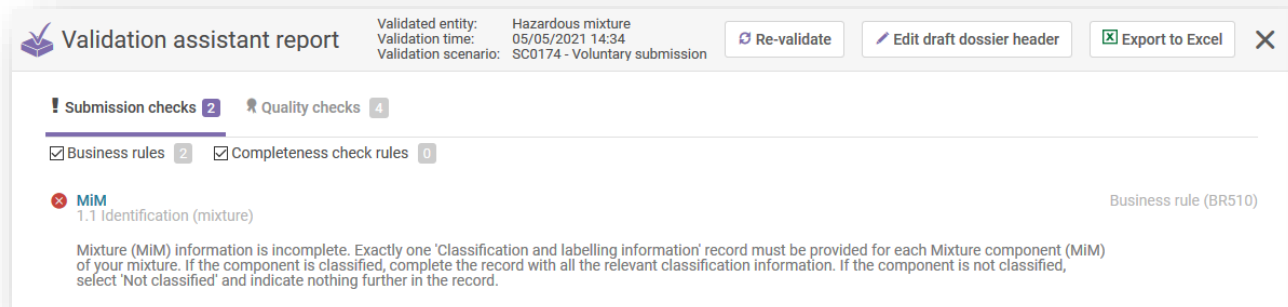 Validation assistant report
Validated entity: Hazardous mixture
Validation time: 05/05/2021 14:34
Validation scenario: SC0174 - Voluntary submission
Re-validate
Edit draft dossier header
Export to Excel
Submission checks 2
Quality checks 4
Business rules 2
Completeness check rules 0
MiM
Business rule (BR510)
1.1 Identification (mixture)
Mixture (MiM) information is incomplete. Exactly one 'Classification and labelling information' record must be provided for each Mixture component (MiM)
of your mixture. If the component is classified, complete the record with all the relevant classification information. If the component is not classified,
select 'Not classified' and indicate nothing further in the record.